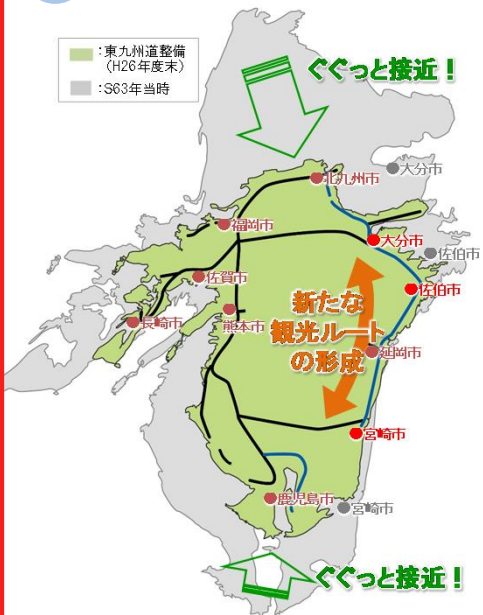 ：東九州道整備
（H26年度末）
：S63年当時
ぐぐっと接近！
大分市
北九州市
福岡市
大分市
佐伯市
佐賀市
佐伯市
長崎市
熊本市
新たな
観光ルート
の形成
延岡市
宮崎市
鹿児島市
宮崎市
ぐぐっと接近！